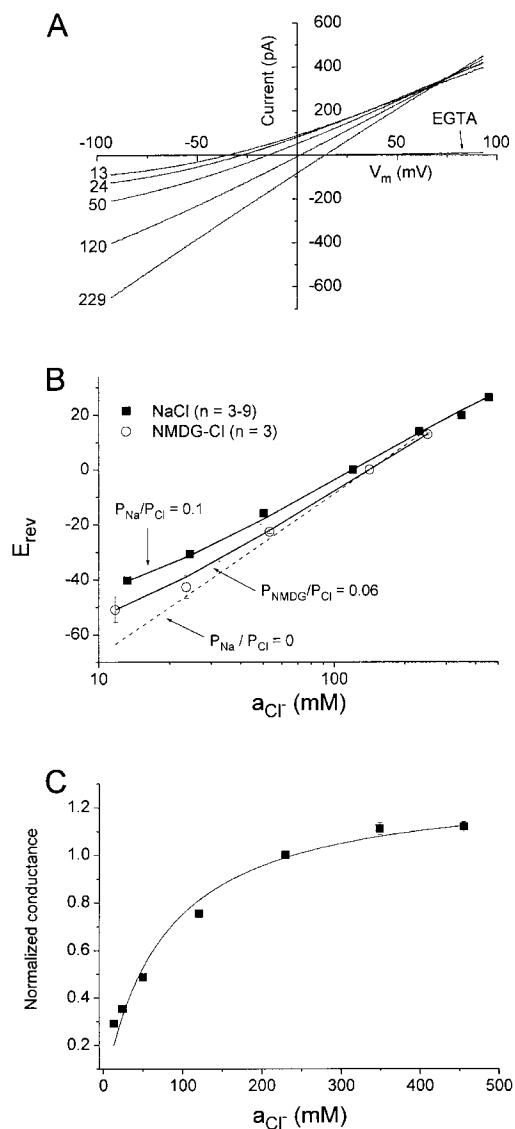 A
600
400
200
-200
-400
-600
Current (pA)
-100
-50
50
100
EGTA
V_m (mV)
13
24
50
120
229
B
■ NaCl (n = 3-9)
○ NMDG-Cl (n = 3)
20
0
-20
-40
-60
E_rev
P_Na/P_Cl = 0.1
P_NMDG/P_Cl = 0.06
P_Na / P_Cl = 0
10
100
a_Cl- (mM)
C
1.2
1.0
0.8
0.6
0.4
0.2
Normalized conductance
0
100
200
300
400
500
a_Cl- (mM)